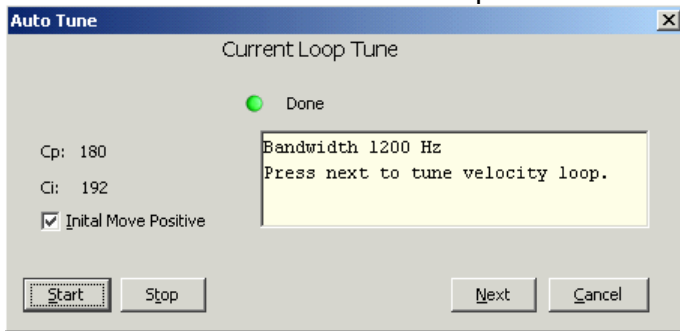 Auto Tune
Current Loop Tune
Done
Cp: 180
Ci: 192
Inital Move Positive
Bandwidth 1200 Hz
Press next to tune velocity loop.
Start
Stop
Next
Cancel